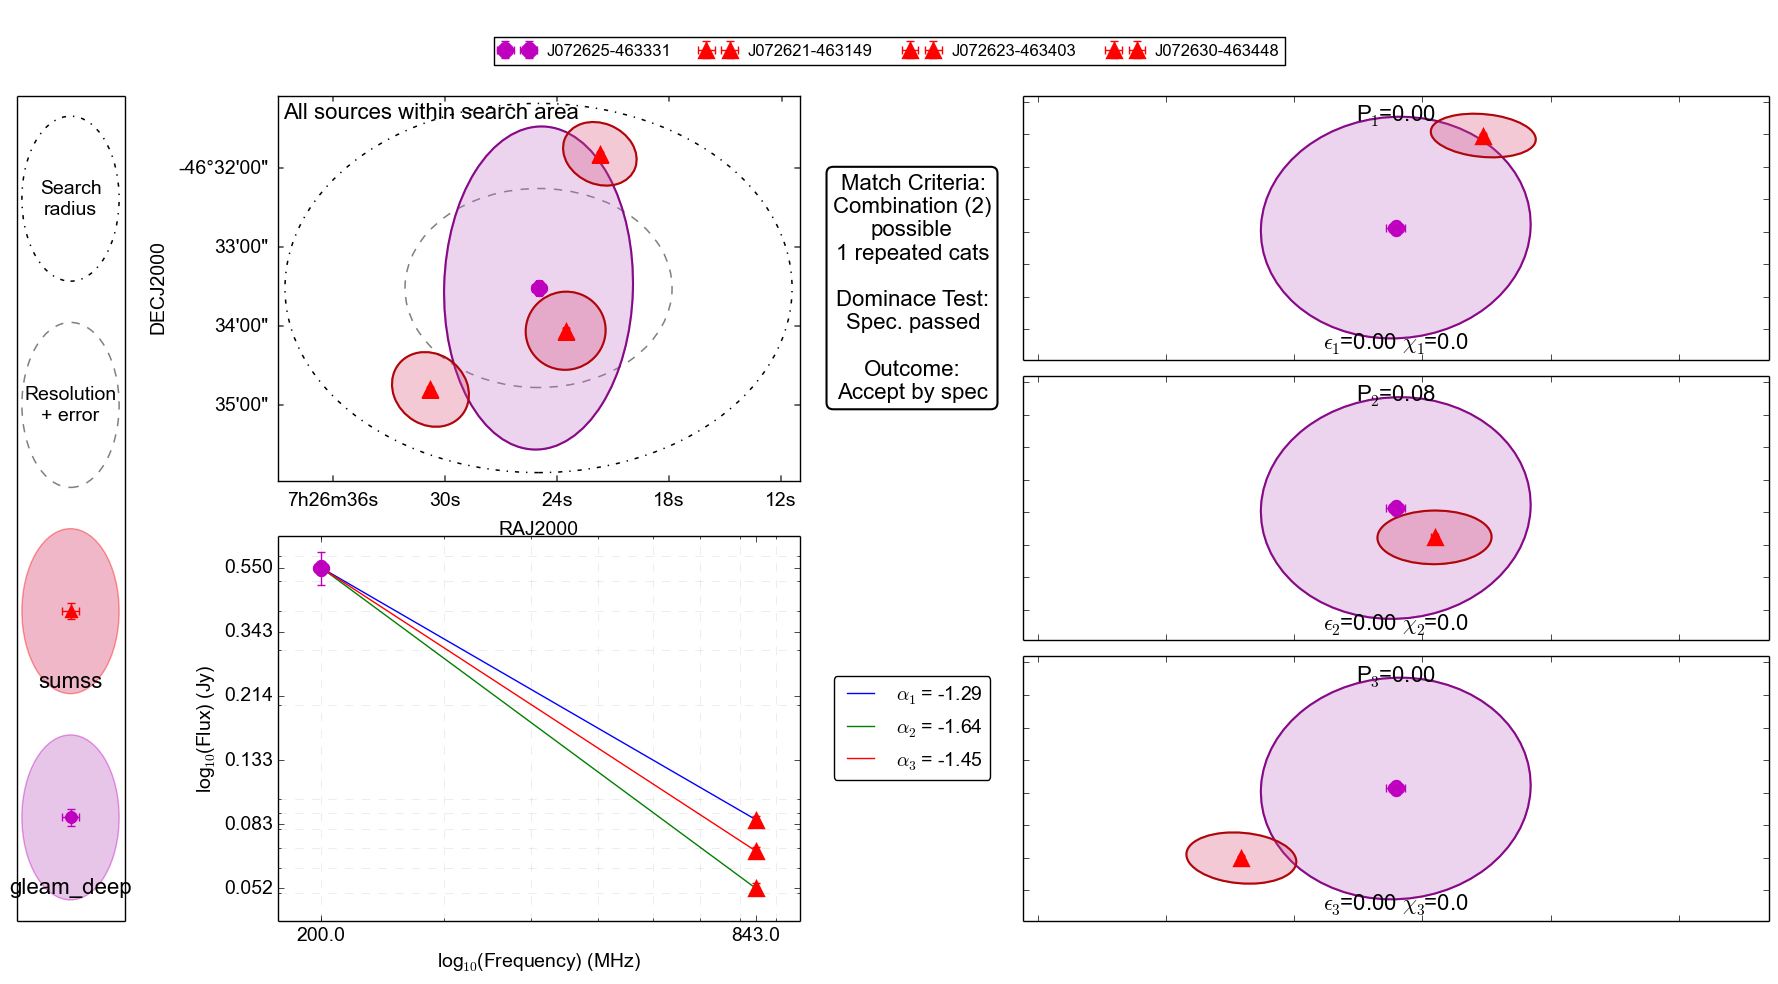 J072625-463331 J072621-463149 J072623-463403 J072630-463448
Search
radius
Resolution
+ error
sumss
gleam_deep
All sources within search area
DECJ2000
-46°32'00"
33'00"
34'00"
35'00"
7h26m36s 30s 24s 18s 12s
RAJ2000
Match Criteria:
Combination (2)
possible
1 repeated cats
Dominace Test:
Spec. passed
Outcome:
Accept by spec
log₁₀(Flux) (Jy)
0.550
0.343
0.214
0.133
0.083
0.052
200.0 843.0
log₁₀(Frequency) (MHz)
α₁ = -1.29
α₂ = -1.64
α₃ = -1.45
P₁=0.00
ϵ₁=0.00 χ₁=0.0
P₂=0.08
ϵ₂=0.00 χ₂=0.0
P₃=0.00
ϵ₃=0.00 χ₃=0.0